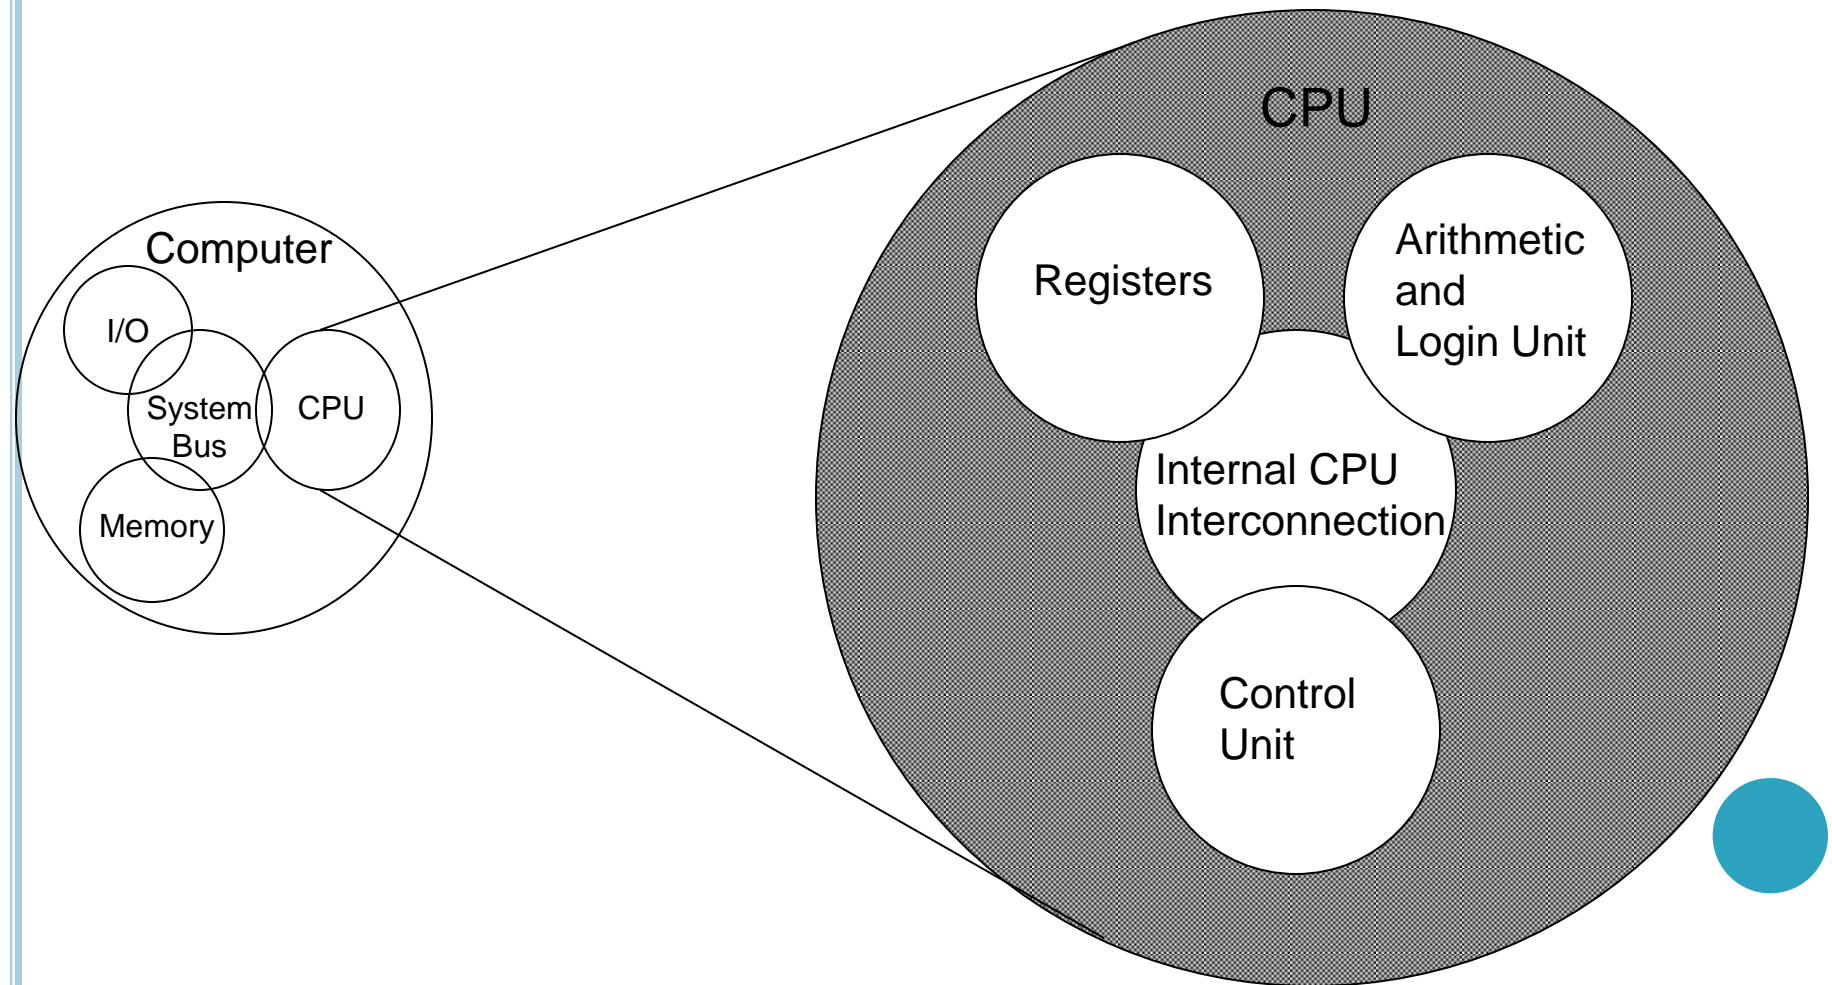 Computer
I/O
System
Bus
CPU
Memory
CPU
Registers
Arithmetic
and
Login Unit
Internal CPU
Interconnection
Control
Unit